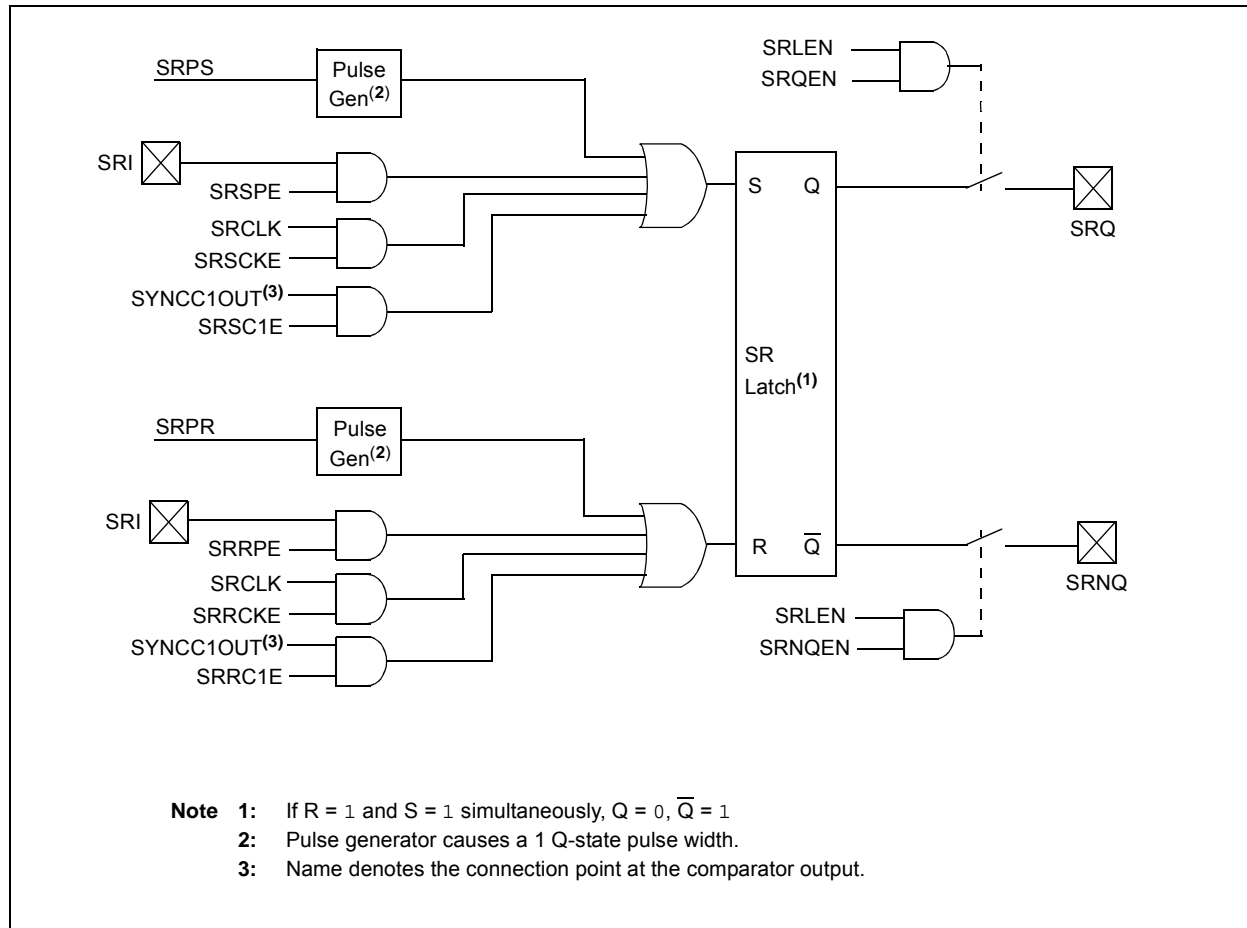 SRPS
Pulse
Gen(2)
SRI
SRSPE
SRCLK
SRSCKE
SYNCC1OUT(3)
SRSC1E
SRLEN
SRQEN
S Q
SRQ
SR
Latch(1)
SRPR
Pulse
Gen(2)
SRI
SRRPE
SRCLK
SRRCKE
SYNCC1OUT(3)
SRRC1E
R Q̅
SRNQ
SRLEN
SRNQEN
Note 1: If R = 1 and S = 1 simultaneously, Q = 0, Q̅ = 1
2: Pulse generator causes a 1 Q-state pulse width.
3: Name denotes the connection point at the comparator output.